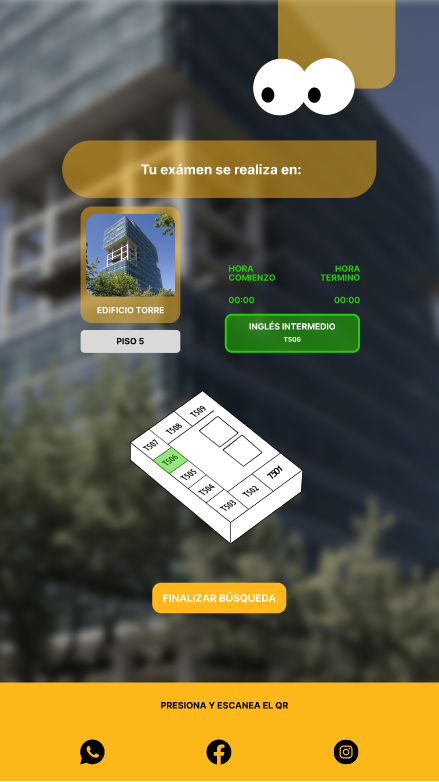 Tu exámen se realiza en:
EDIFICIO TORRE
PISO 5
HORA
COMIENZO
HORA
TERMINO
00:00
00:00
INGLÉS INTERMEDIO
T506
T509
T508
T507
T506
T505
T504
T503
T502
T501
FINALIZAR BÚSQUEDA
PRESIONA Y ESCANEA EL QR